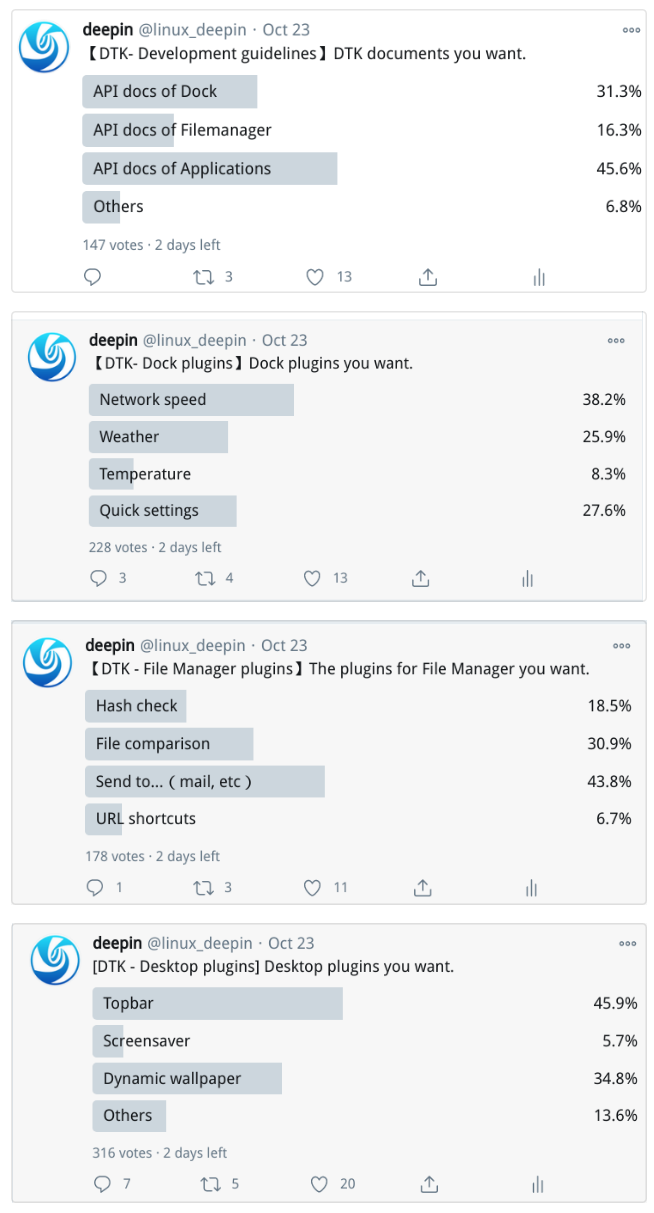 deepin @linux_deepin · Oct 23
【DTK- Development guidelines】DTK documents you want.
API docs of Dock 31.3%
API docs of Filemanager 16.3%
API docs of Applications 45.6%
Others 6.8%
147 votes · 2 days left
3 13
deepin @linux_deepin · Oct 23
【DTK- Dock plugins】Dock plugins you want.
Network speed 38.2%
Weather 25.9%
Temperature 8.3%
Quick settings 27.6%
228 votes · 2 days left
3 4 13
deepin @linux_deepin · Oct 23
【DTK - File Manager plugins】The plugins for File Manager you want.
Hash check 18.5%
File comparison 30.9%
Send to...（mail, etc） 43.8%
URL shortcuts 6.7%
178 votes · 2 days left
1 3 11
deepin @linux_deepin · Oct 23
[DTK - Desktop plugins] Desktop plugins you want.
Topbar 45.9%
Screensaver 5.7%
Dynamic wallpaper 34.8%
Others 13.6%
316 votes · 2 days left
7 5 20